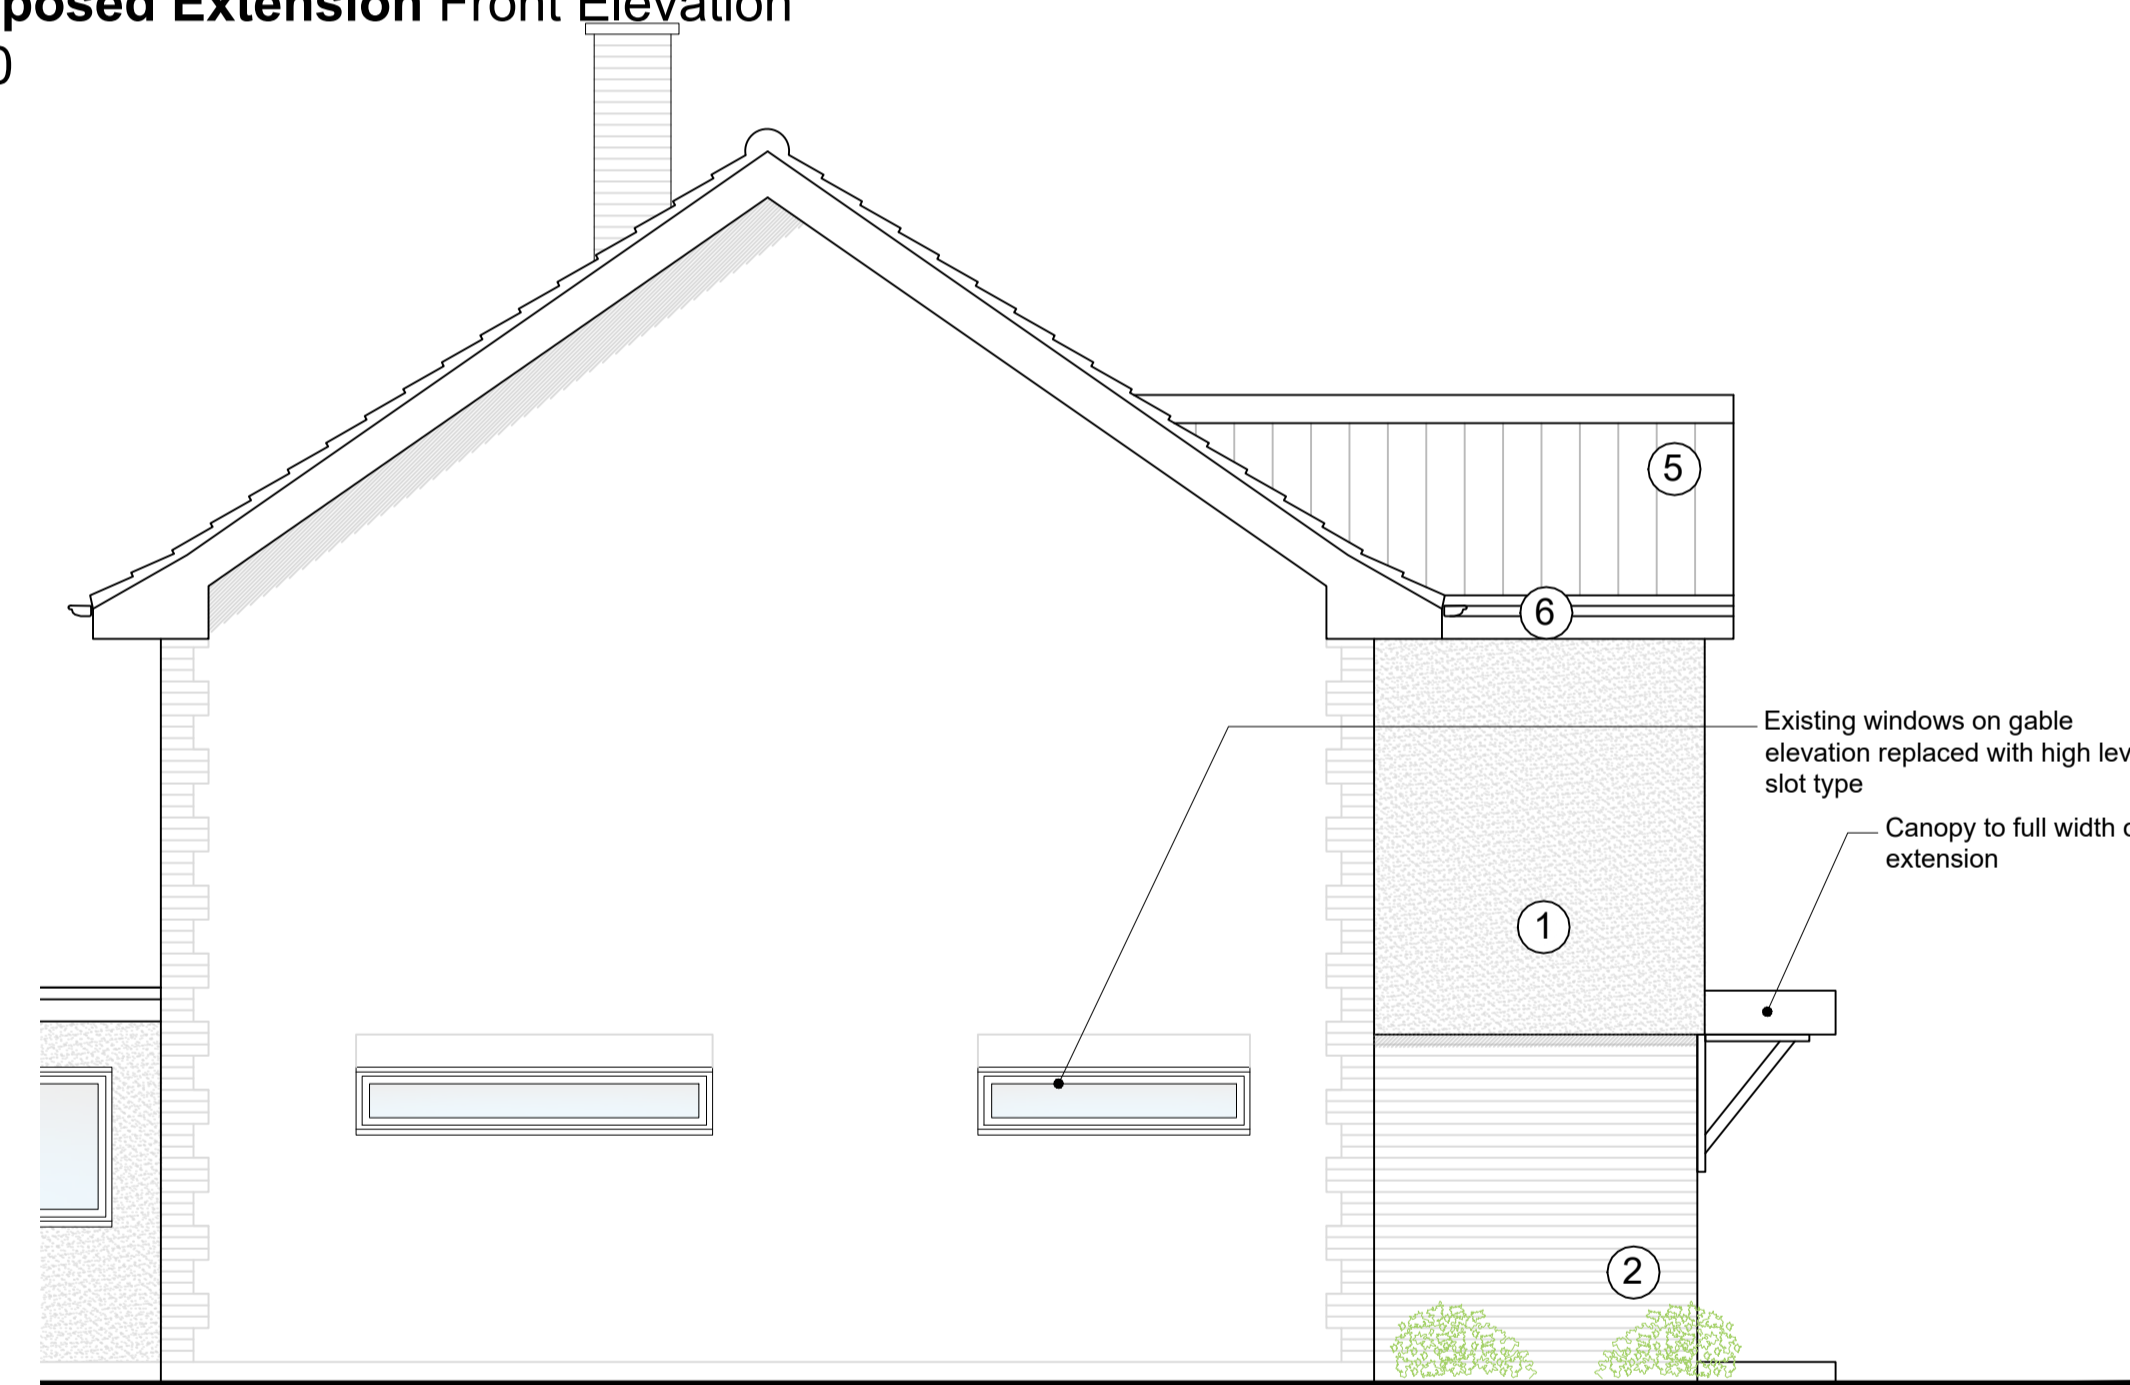 posed Extension Front Elevation
0
5
6
Existing windows on gable
elevation replaced with high lev
slot type
Canopy to full width
extension
1
2